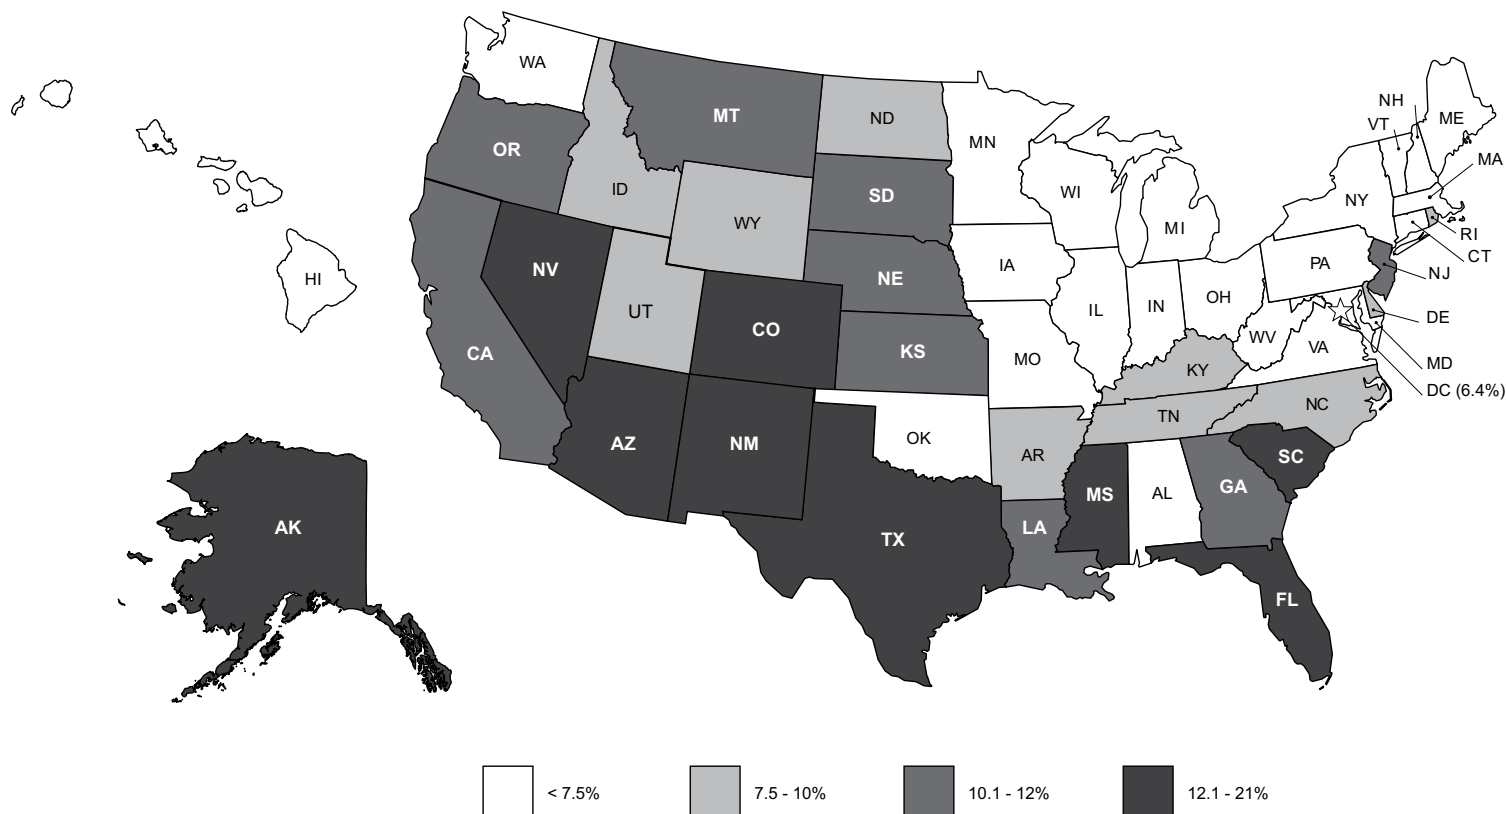 WA
MT
ND
MN
OR
ID
SD
WY
WI
MI
NH
VT
ME
MA
NY
RI
CT
NJ
PA
HI
NV
UT
NE
IA
IL
IN
OH
DE
MD
DC (6.4%)
CO
CA
KS
MO
WV
VA
KY
NC
TN
AZ
NM
OK
AR
SC
MS
AL
GA
AK
TX
LA
FL
< 7.5%
7.5 - 10%
10.1 - 12%
12.1 - 21%